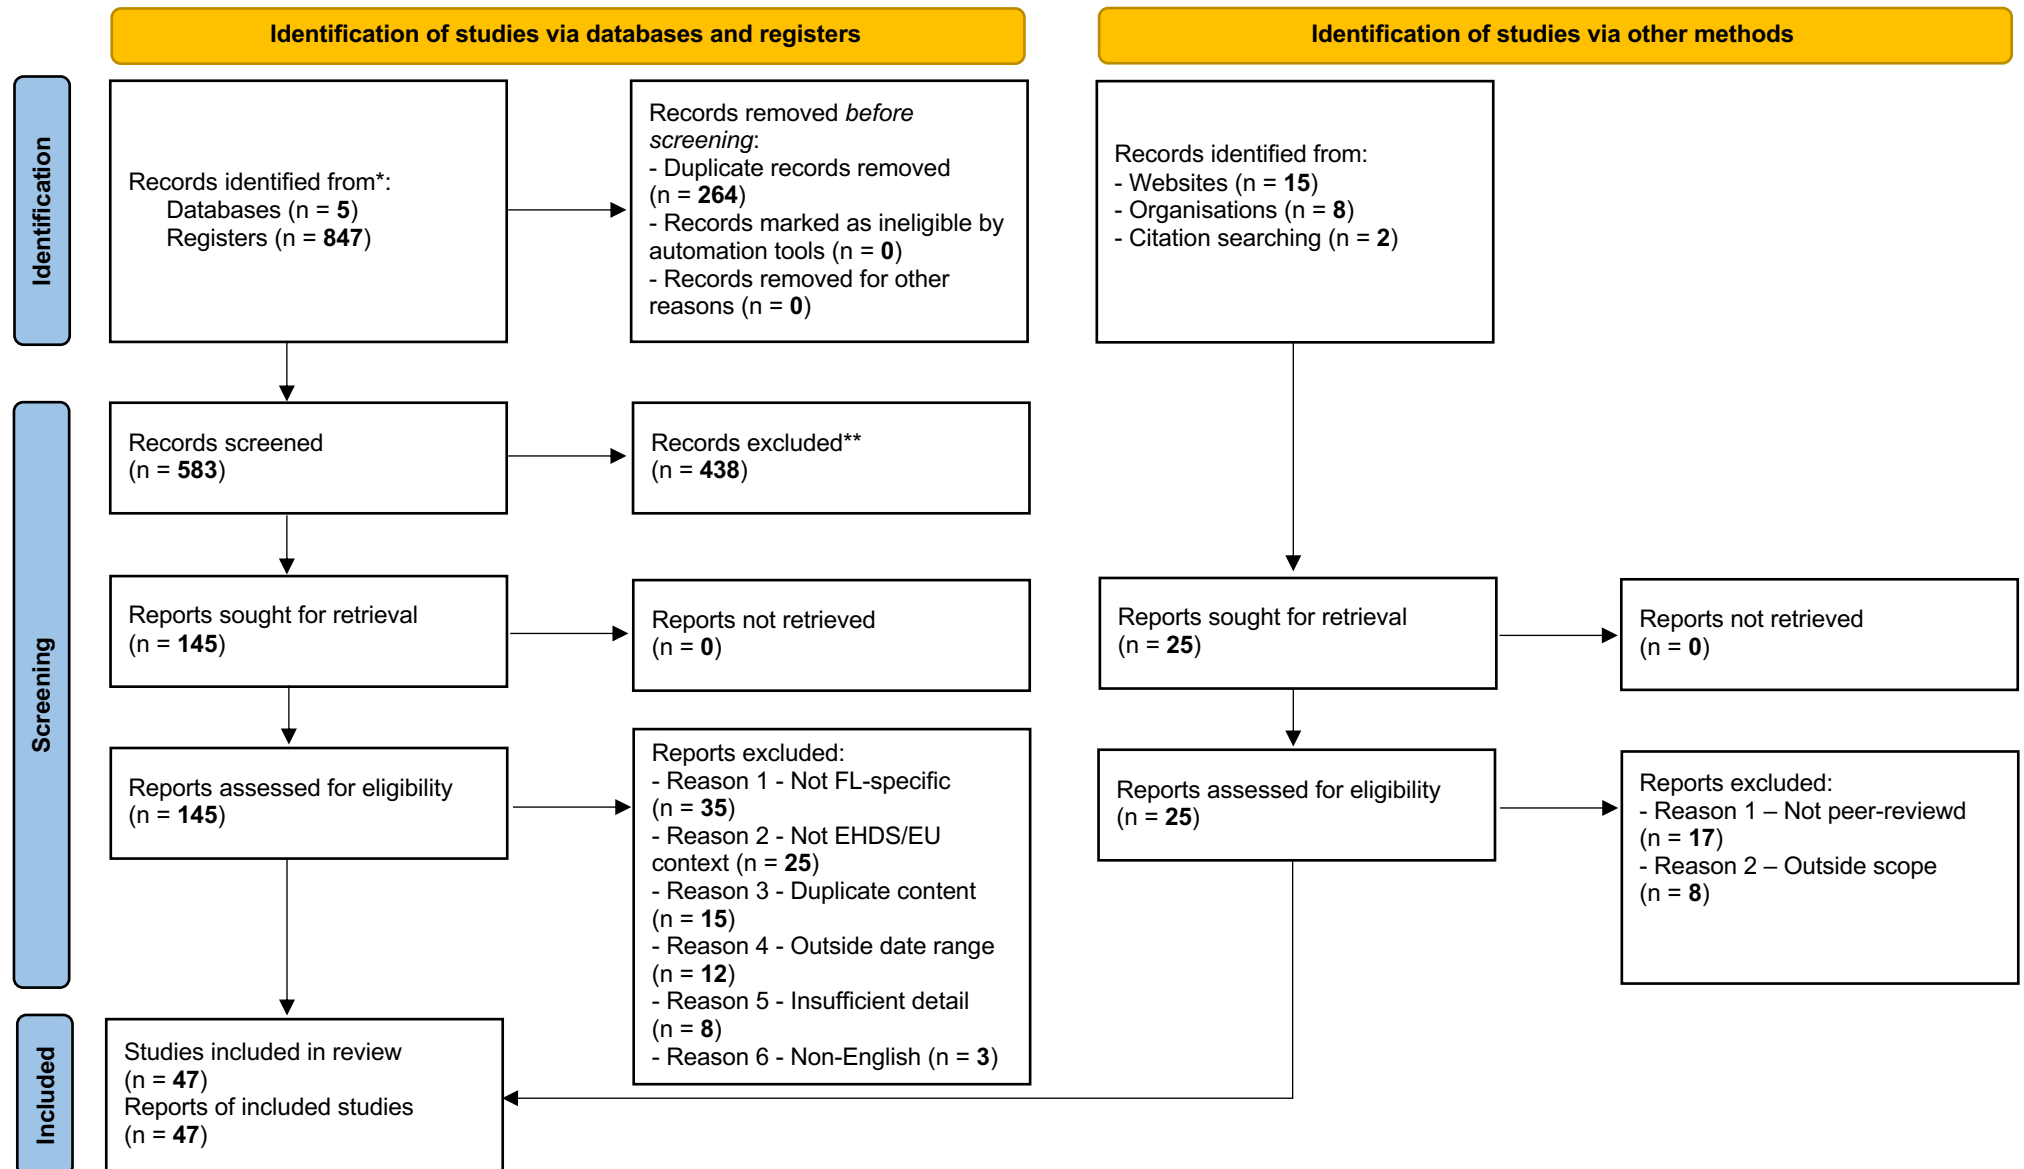 Identification of studies via databases and registers
Identification of studies via other methods
Identification
Records identified from*:
Databases (n = 5)
Registers (n = 847)
Records removed before
screening:
- Duplicate records removed
(n = 264)
- Records marked as ineligible by
automation tools (n = 0)
- Records removed for other
reasons (n = 0)
Records identified from:
- Websites (n = 15)
- Organisations (n = 8)
- Citation searching (n = 2)
Screening
Records screened
(n = 583)
Records excluded**
(n = 438)
Reports sought for retrieval
(n = 145)
Reports not retrieved
(n = 0)
Reports sought for retrieval
(n = 25)
Reports not retrieved
(n = 0)
Reports assessed for eligibility
(n = 145)
Reports excluded:
- Reason 1 - Not FL-specific
(n = 35)
- Reason 2 - Not EHDS/EU
context (n = 25)
- Reason 3 - Duplicate content
(n = 15)
- Reason 4 - Outside date range
(n = 12)
- Reason 5 - Insufficient detail
(n = 8)
- Reason 6 - Non-English (n = 3)
Reports assessed for eligibility
(n = 25)
Reports excluded:
- Reason 1 – Not peer-reviewd
(n = 17)
- Reason 2 – Outside scope
(n = 8)
Included
Studies included in review
(n = 47)
Reports of included studies
(n = 47)